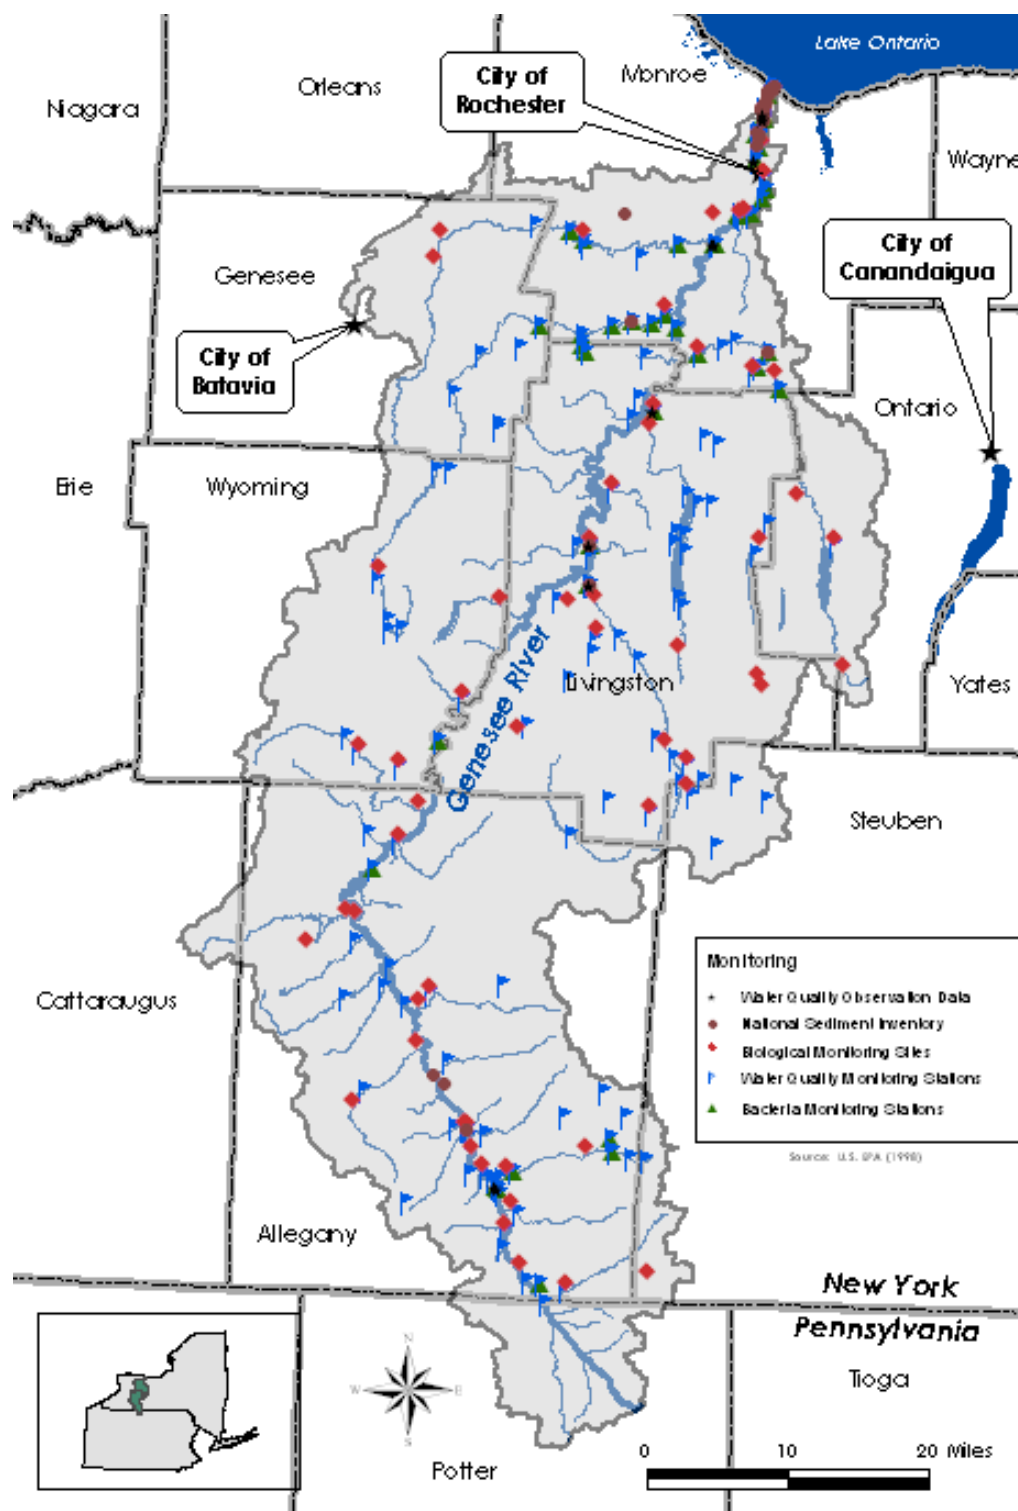 Lake Ontario
City of
Rochester
Monroe
Orleans
Niagara
Wayne
City of
Canandaigua
Genesee
City of
Batavia
Ontario
Erie
Wyoming
Genesee River
Livingston
Yates
Steuben
Cattaraugus
Monitoring
Water Quality Observation Data
National Sediment Inventory
Biological Monitoring Sites
Water Quality Monitoring Stations
Bacteria Monitoring Stations
Source: U.S. EPA (1998)
Allegany
New York
Pennsylvania
Tioga
N
W
E
S
Potter
0 10 20 Miles